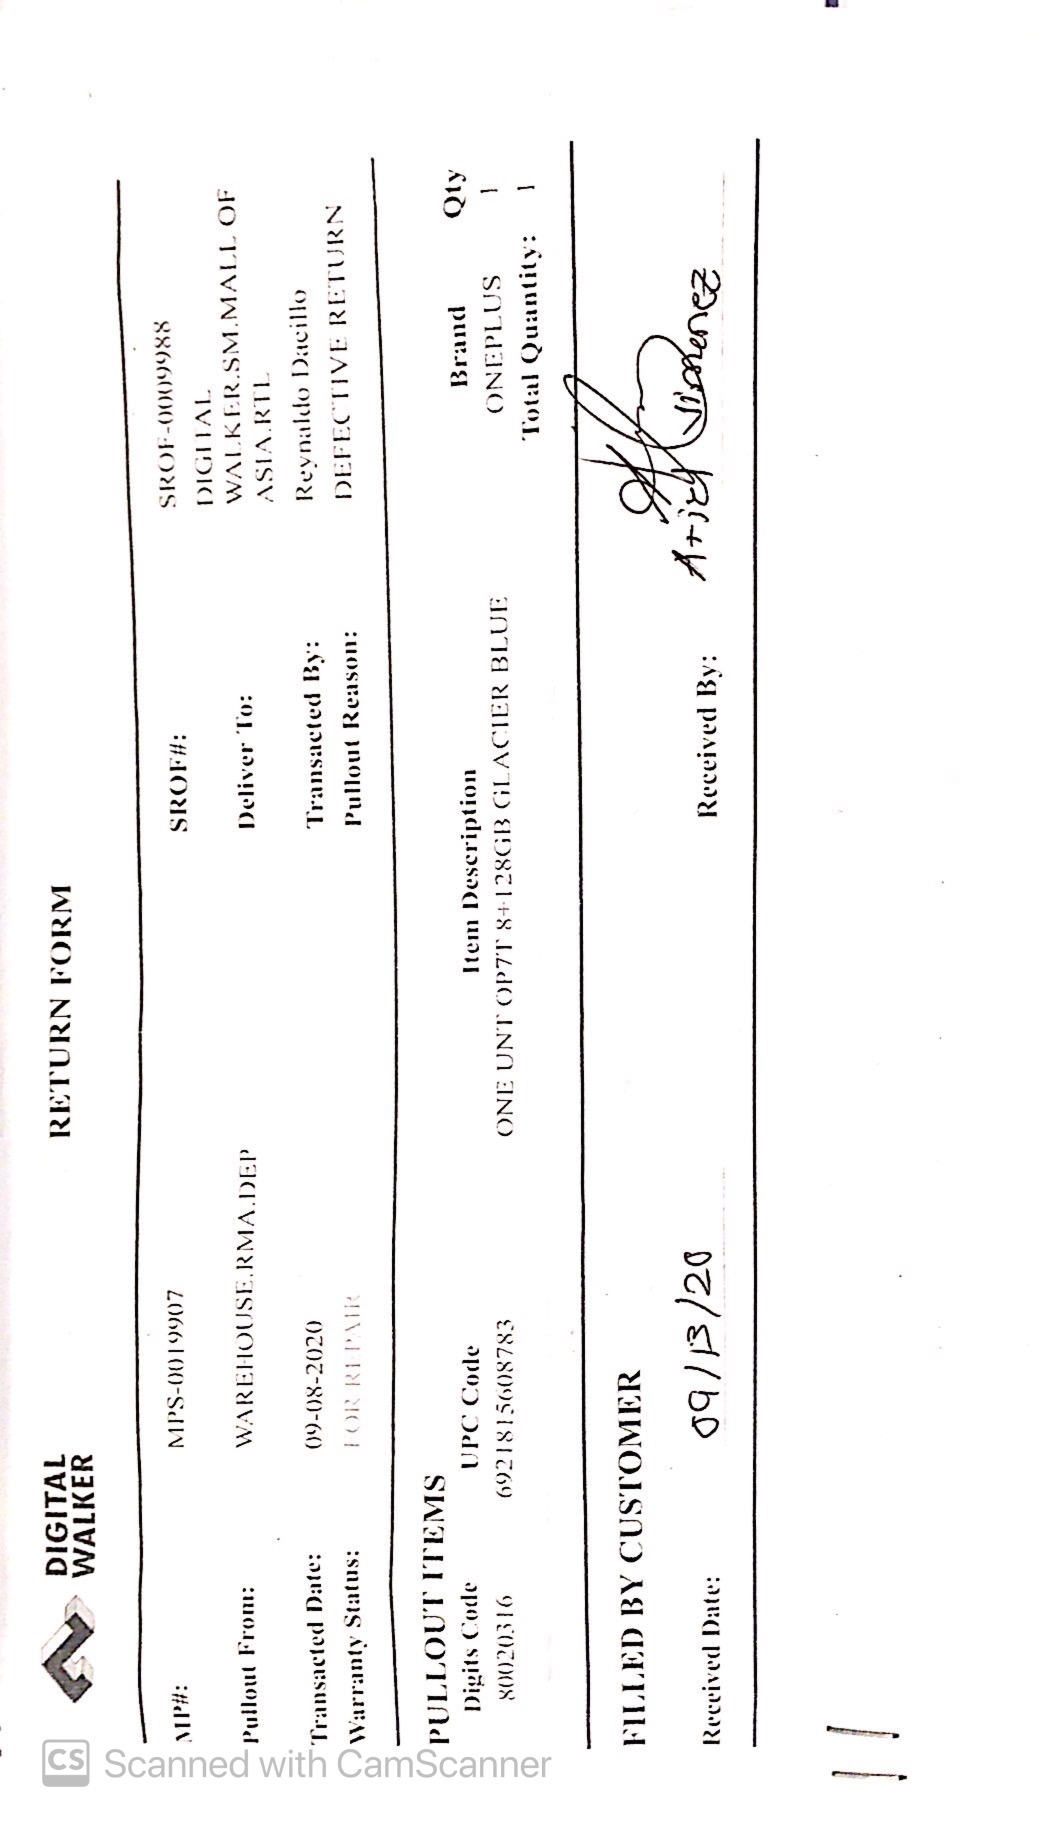 DIGITAL
WALKER
RETURN FORM
MP#: MPS-0019907 SROF#: SROF-0009988
Pullout From: WAREHOUSE.RMA.DEP Deliver To: DIGITAL
WALKER.SM.MALL OF
ASIA.RTL
Transacted Date: 09-08-2020 Transacted By: Reynaldo Dacillo
Warranty Status: FOR REPAIR Pullout Reason: DEFECTIVE RETURN
PULLOUT ITEMS
Digits Code UPC Code Item Description Brand Qty
80020316 6921815608783 ONE UNT OP7T 8+128GB GLACIER BLUE ONEPLUS 1
Total Quantity: 1
FILLED BY CUSTOMER
Received Date: 09/13/20 Received By: Jimenez
CS Scanned with CamScanner